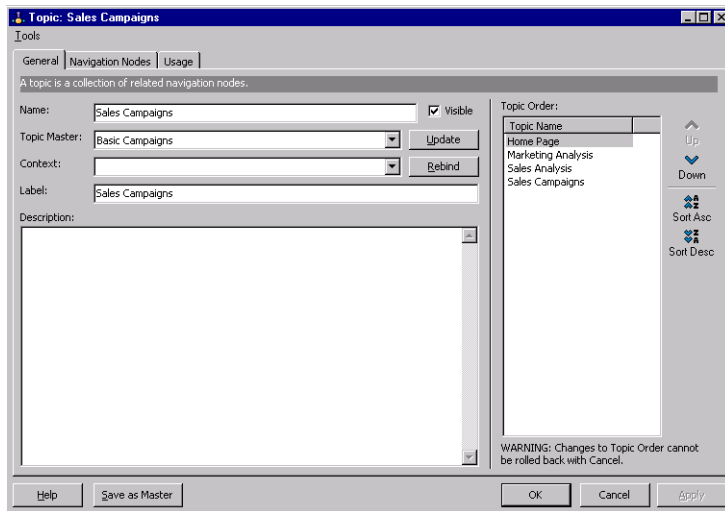 Topic: Sales Campaigns
Tools
General
Navigation Nodes
Usage
A topic is a collection of related navigation nodes.
Name:
Sales Campaigns
Visible
Topic Master:
Basic Campaigns
Update
Context:
Rebind
Label:
Sales Campaigns
Description:
Topic Order:
Topic Name
Home Page
Marketing Analysis
Sales Analysis
Sales Campaigns
Up
Down
Sort Asc
Sort Desc
WARNING: Changes to Topic Order cannot
be rolled back with Cancel.
Help
Save as Master
OK
Cancel
Apply